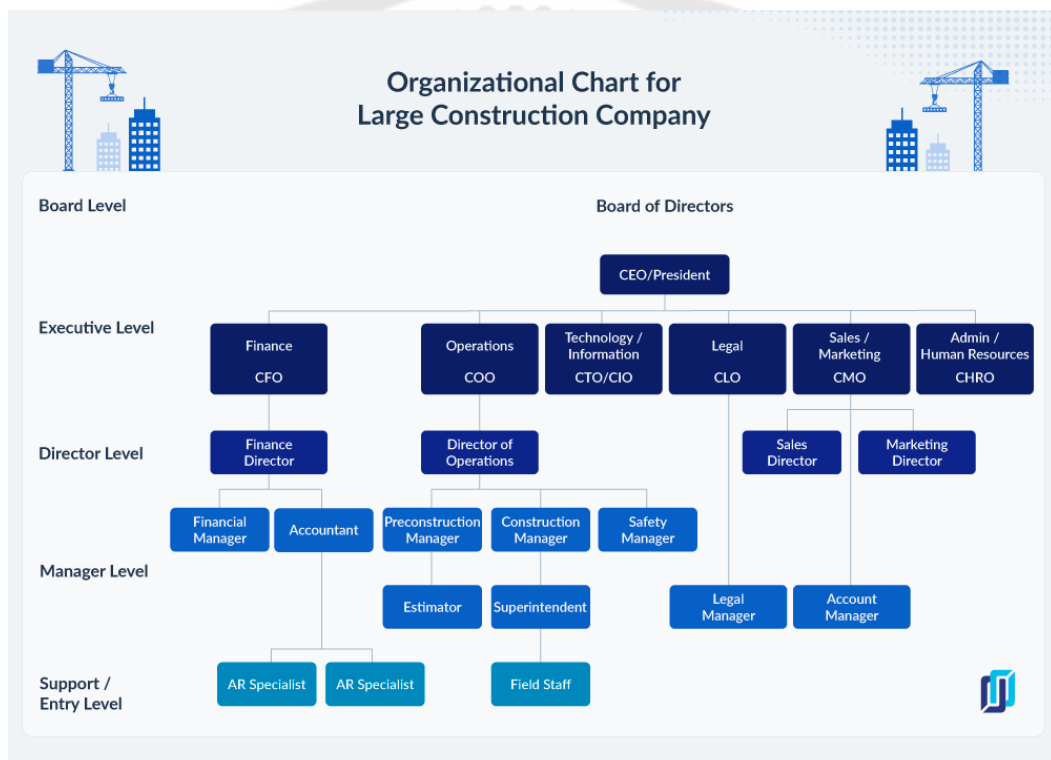 Organizational Chart for
Large Construction Company
Board Level
Board of Directors
CEO/President
Executive Level
Finance
CFO
Operations
COO
Technology /
Information
CTO/CIO
Legal
CLO
Sales /
Marketing
CMO
Admin /
Human Resources
CHRO
Director Level
Finance
Director
Director of
Operations
Sales
Director
Marketing
Director
Manager Level
Financial
Manager
Accountant
Preconstruction
Manager
Construction
Manager
Safety
Manager
Estimator
Superintendent
Legal
Manager
Account
Manager
Support /
Entry Level
AR Specialist
AR Specialist
Field Staff